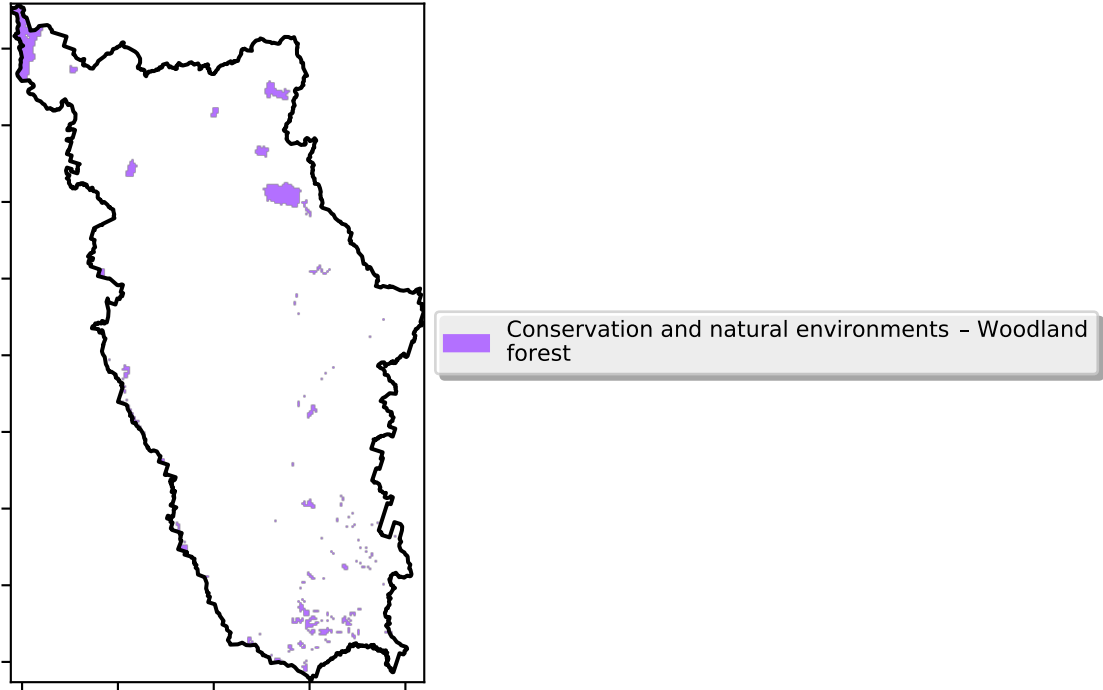 Conservation and natural environments – Woodland
forest